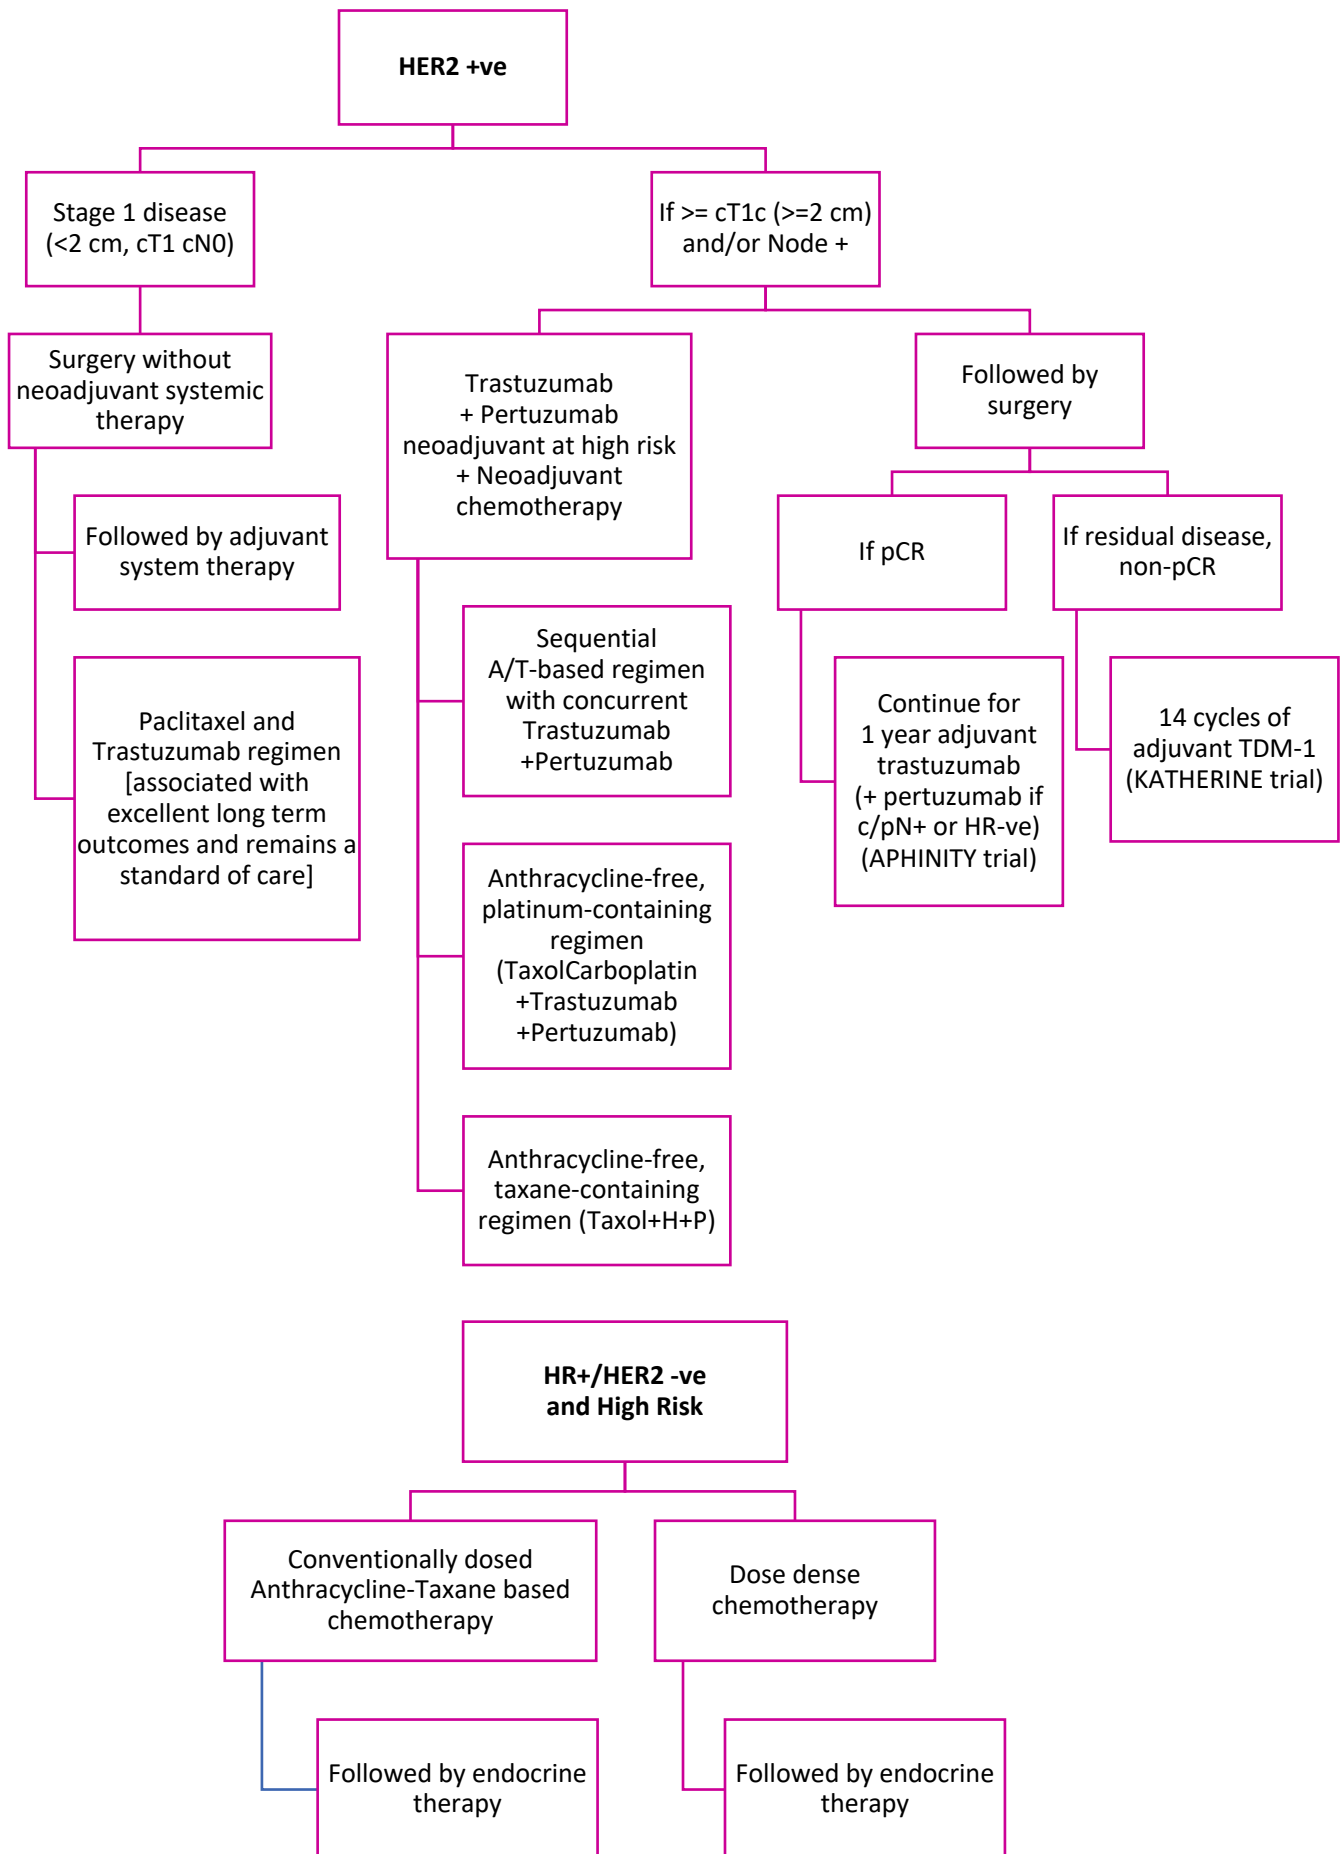 HER2 +ve
Stage 1 disease
(<2 cm, cT1 cN0)
If >= cT1c (>=2 cm)
and/or Node +
Surgery without
neoadjuvant systemic
therapy
Followed by adjuvant
system therapy
Paclitaxel and
Trastuzumab regimen
[associated with
excellent long term
outcomes and remains a
standard of care]
Trastuzumab
+ Pertuzumab
neoadjuvant at high risk
+ Neoadjuvant
chemotherapy
Sequential
A/T-based regimen
with concurrent
Trastuzumab
+Pertuzumab
Anthracycline-free,
platinum-containing
regimen
(TaxolCarboplatin
+Trastuzumab
+Pertuzumab)
Anthracycline-free,
taxane-containing
regimen (Taxol+H+P)
Followed by
surgery
If pCR
Continue for
1 year adjuvant
trastuzumab
(+ pertuzumab if
c/pN+ or HR-ve)
(APHINITY trial)
If residual disease,
non-pCR
14 cycles of
adjuvant TDM-1
(KATHERINE trial)
HR+/HER2 -ve
and High Risk
Conventionally dosed
Anthracycline-Taxane based
chemotherapy
Followed by endocrine
therapy
Dose dense
chemotherapy
Followed by endocrine
therapy